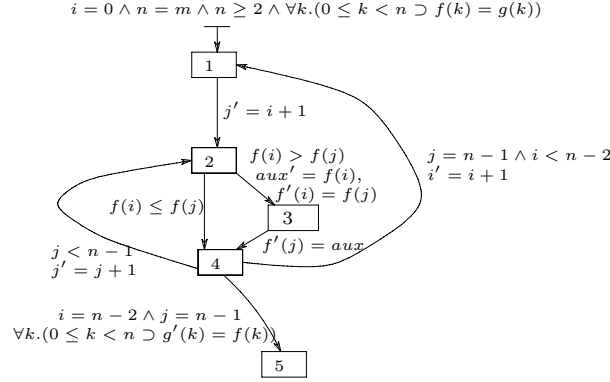 i = 0 ∧ n = m ∧ n ≥ 2 ∧ ∀k.(0 ≤ k < n ⊃ f(k) = g(k))
1
j′ = i + 1
2
f(i) > f(j)
aux′ = f(i),
f′(i) = f(j)
j = n − 1 ∧ i < n − 2
i′ = i + 1
f(i) ≤ f(j)
3
f′(j) = aux
j < n − 1
j′ = j + 1
4
i = n − 2 ∧ j = n − 1
∀k.(0 ≤ k < n ⊃ g′(k) = f(k))
5